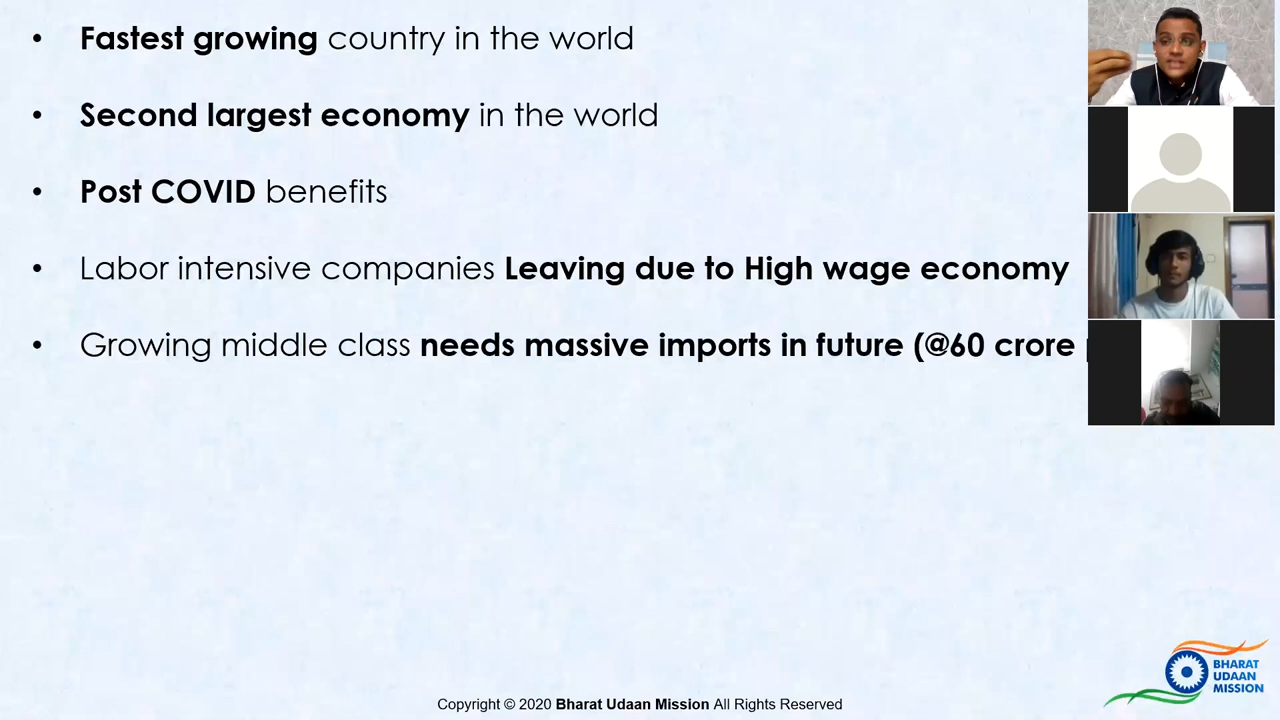 • Fastest growing country in the world
• Second largest economy in the world
• Post COVID benefits
• Labor intensive companies Leaving due to High wage economy
• Growing middle class needs massive imports in future (@60 crore
BHARAT
UDAAN
MISSION
Copyright © 2020 Bharat Udaan Mission All Rights Reserved